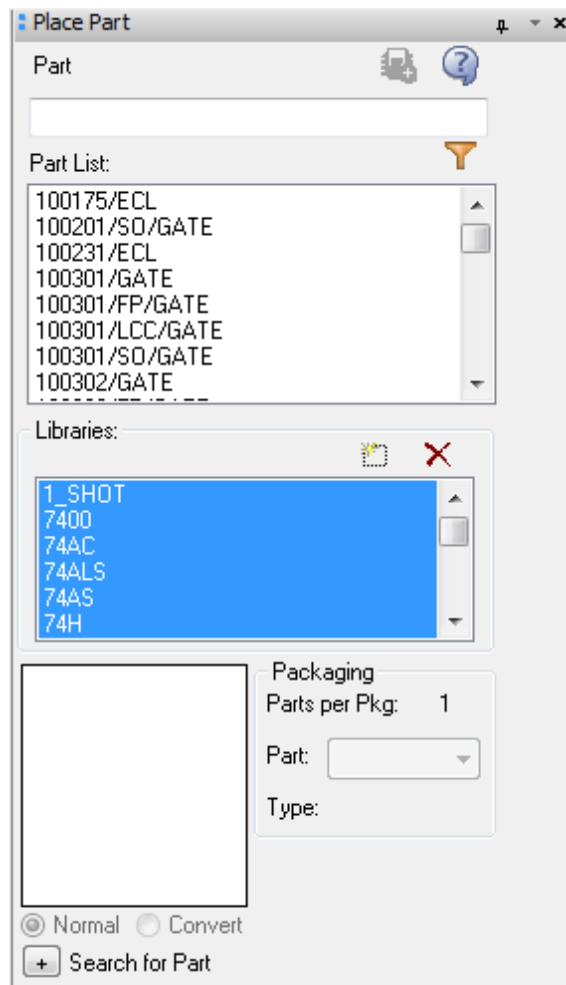 Place Part
Part
Part List:
100175/ECL
100201/SO/GATE
100231/ECL
100301/GATE
100301/FP/GATE
100301/LCC/GATE
100301/SO/GATE
100302/GATE
Libraries:
1_SHOT
7400
74AC
74ALS
74AS
74H
Packaging
Parts per Pkg: 1
Part:
Type:
Normal Convert
+ Search for Part